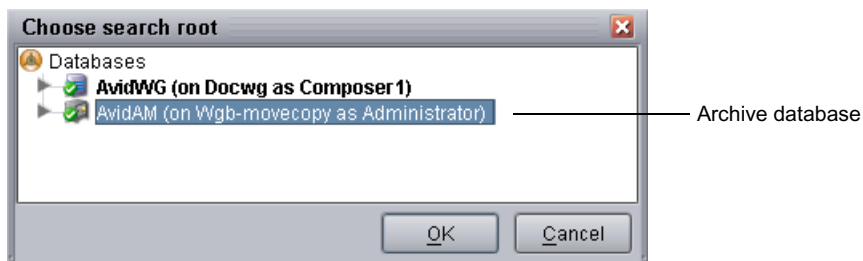 Choose search root
Databases
AvidWG (on Docwg as Composer1)
AvidAM (on Wgb-movecopy as Administrator)
Archive database
OK
Cancel